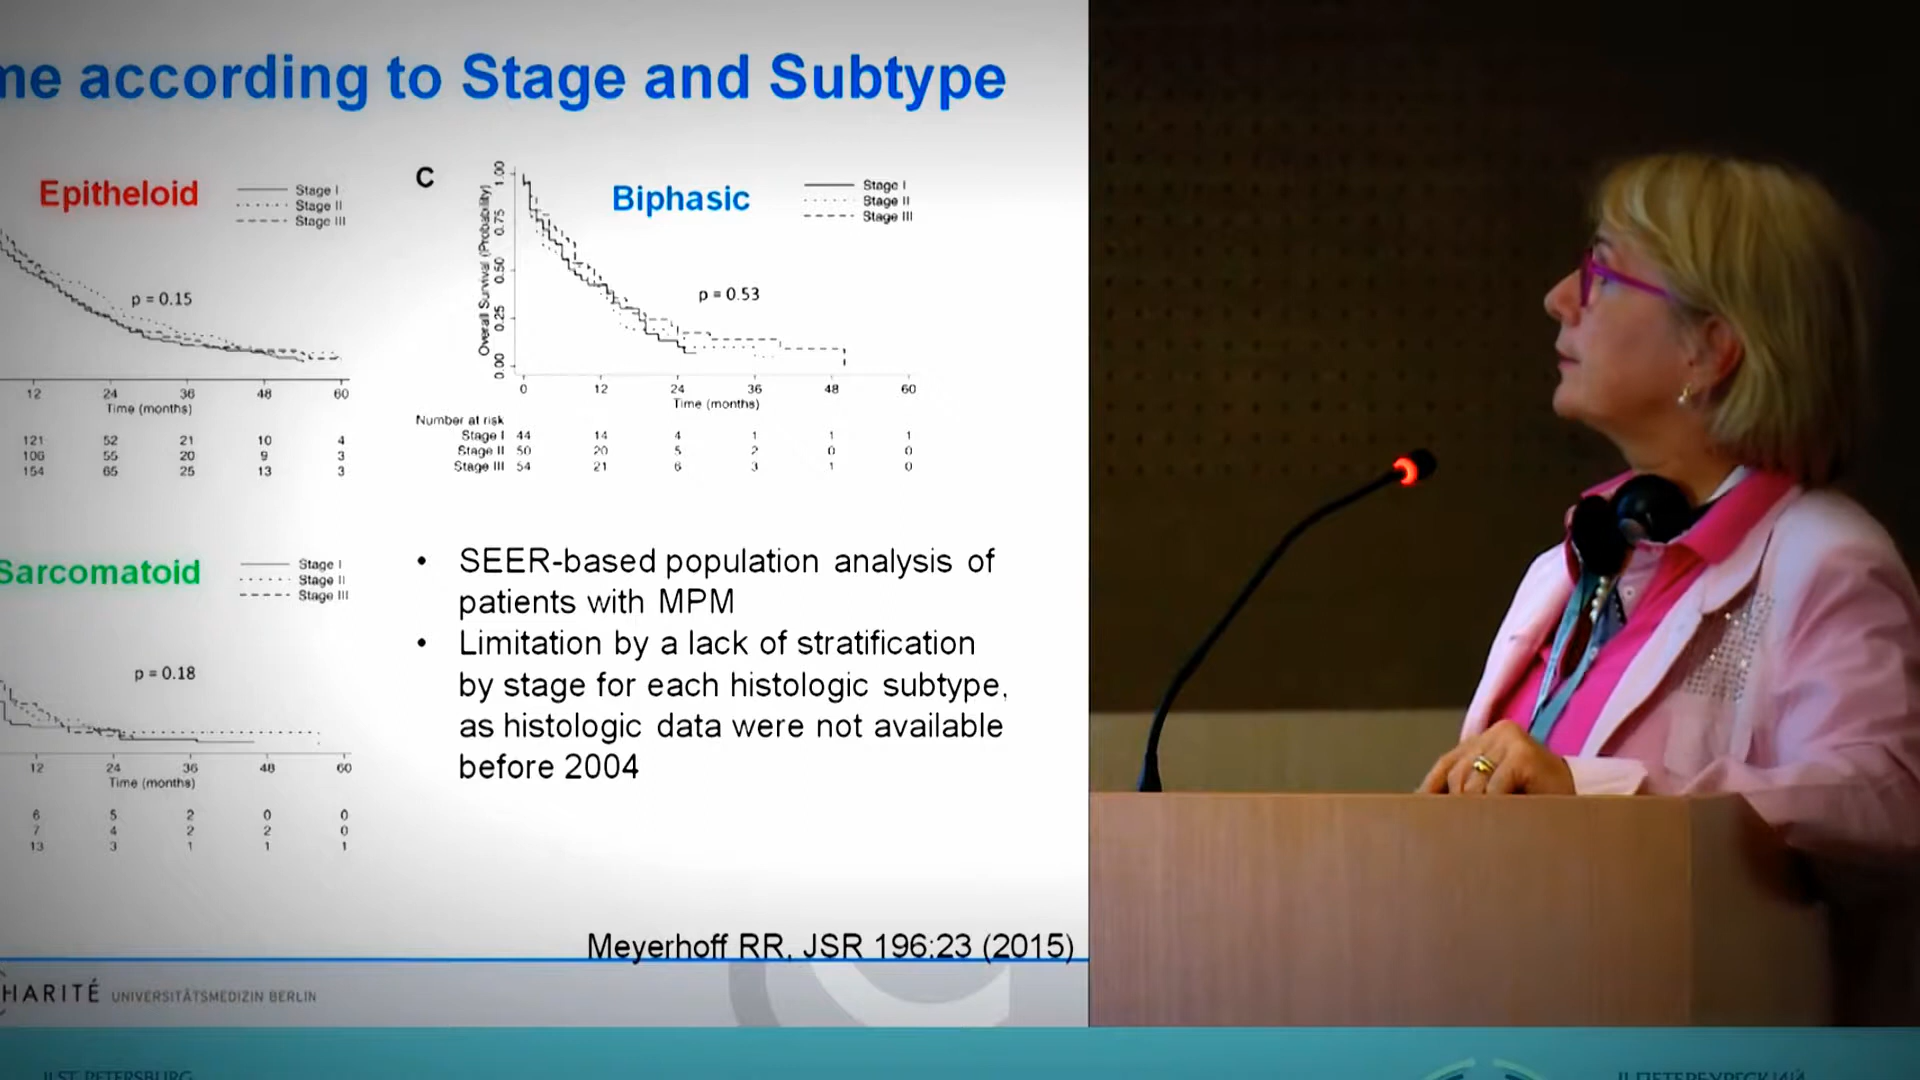 me according to Stage and Subtype
Epitheloid
Stage I
Stage II
Stage III
p = 0.15
12 24 36 48 60
Time (months)
121 52 21 10 4
106 55 20 9 3
154 65 25 13 3
C
Biphasic
Stage I
Stage II
Stage III
Overall Survival (Probability)
1.00
0.75
0.50
0.25
0.00
p = 0.53
0 12 24 36 48 60
Time (months)
Number at risk
Stage I 44 14 4 1 1 1
Stage II 50 20 5 2 0 0
Stage III 54 21 6 3 1 0
Sarcomatoid
Stage I
Stage II
Stage III
p = 0.18
12 24 36 48 60
Time (months)
6 5 2 0 0
7 4 2 2 0
13 3 1 1 1
• SEER-based population analysis of
patients with MPM
• Limitation by a lack of stratification
by stage for each histologic subtype,
as histologic data were not available
before 2004
Meyerhoff RR, JSR 196:23 (2015)
CHARITÉ UNIVERSITÄTSMEDIZIN BERLIN
II ST. PETERSBURG
II ПЕТЕРБУРГСКИЙ